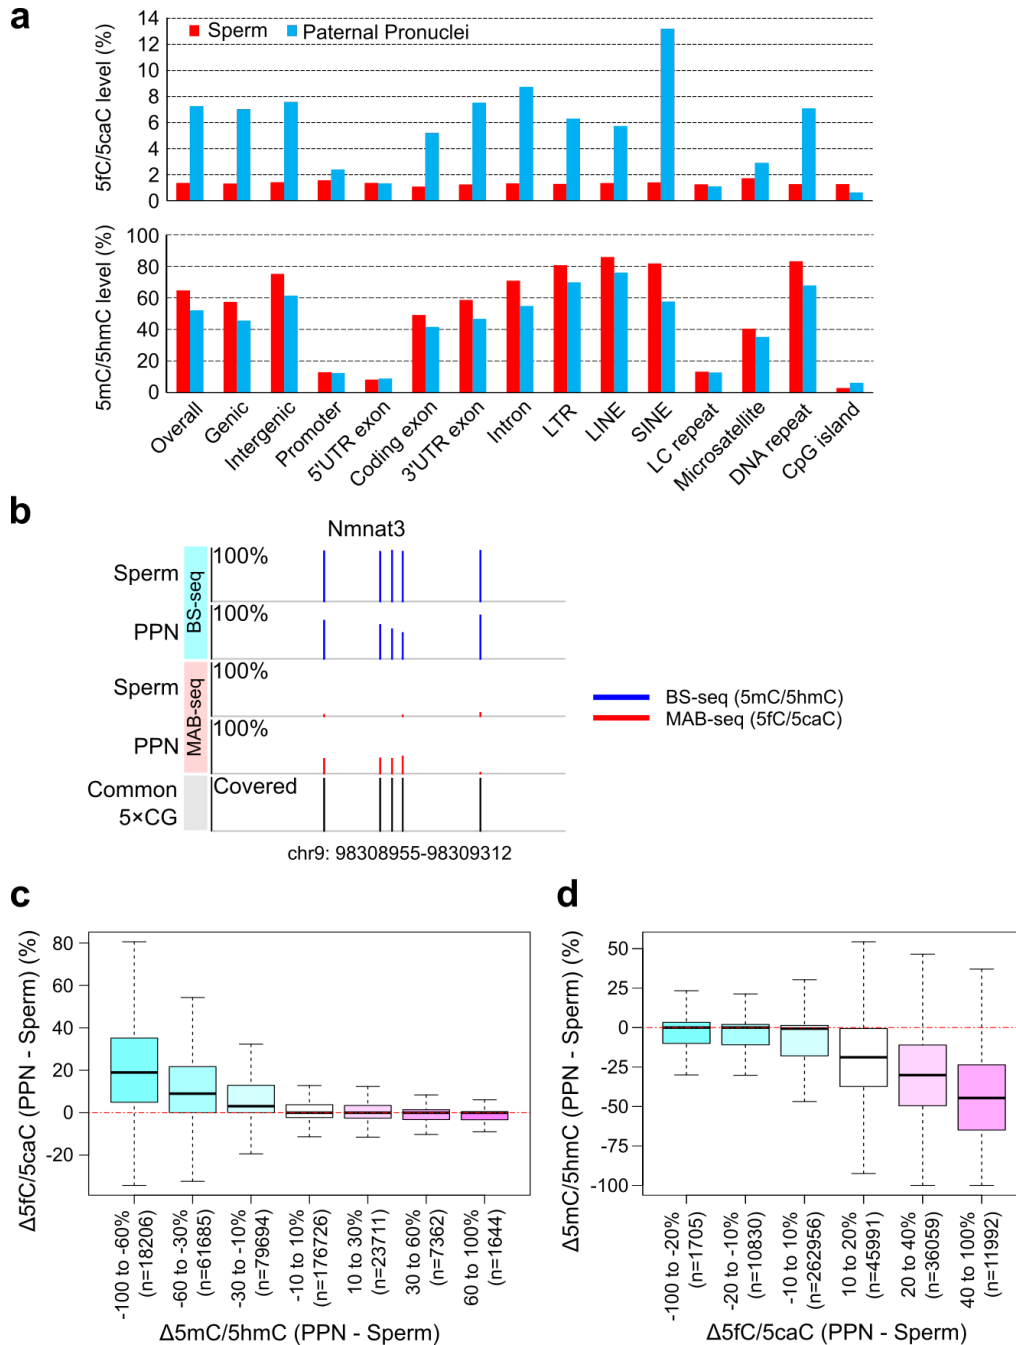 a
Sperm Paternal Pronuclei
5fC/5caC level (%)
14
12
10
8
6
4
2
0
5mC/5hmC level (%)
100
80
60
40
20
0
Overall
Genic
Intergenic
Promoter
5'UTR exon
Coding exon
3'UTR exon
Intron
LTR
LINE
SINE
LC repeat
Microsatellite
DNA repeat
CpG island
b
Nmnat3
Sperm
100%
PPN
100%
BS-seq
Sperm
100%
PPN
100%
MAB-seq
Common
5×CG
Covered
chr9: 98308955-98309312
BS-seq (5mC/5hmC)
MAB-seq (5fC/5caC)
c
Δ5fC/5caC (PPN - Sperm) (%)
80
60
40
20
0
-20
-100 to -60%
(n=18206)
-60 to -30%
(n=61685)
-30 to -10%
(n=79694)
-10 to 10%
(n=176726)
10 to 30%
(n=23711)
30 to 60%
(n=7362)
60 to 100%
(n=1644)
Δ5mC/5hmC (PPN - Sperm)
d
Δ5mC/5hmC (PPN - Sperm) (%)
50
25
0
-25
-50
-75
-100
-100 to -20%
(n=1705)
-20 to -10%
(n=10830)
-10 to 10%
(n=262956)
10 to 20%
(n=45991)
20 to 40%
(n=36059)
40 to 100%
(n=11992)
Δ5fC/5caC (PPN - Sperm)